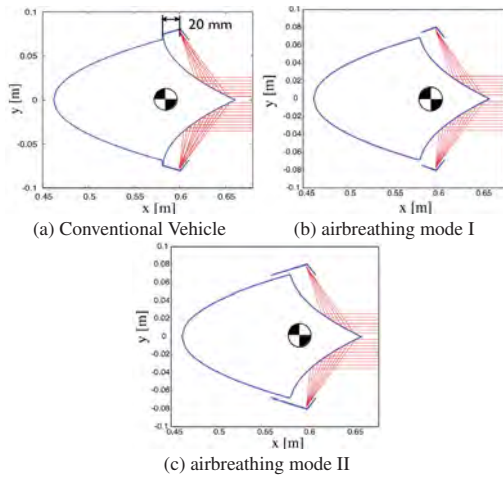 20 mm
0.1
0.05
0
-0.05
-0.1
y [m]
0.45 0.5 0.55 0.6 0.65
x [m]
(a) Conventional Vehicle
0.1
0.08
0.06
0.04
0.02
0
-0.02
-0.04
-0.06
-0.08
-0.1
y [m]
0.45 0.5 0.55 0.6 0.65
x [m]
(b) airbreathing mode I
0.1
0.08
0.06
0.04
0.02
0
-0.02
-0.04
-0.06
-0.08
-0.1
y [m]
0.45 0.5 0.55 0.6 0.65
x [m]
(c) airbreathing mode II